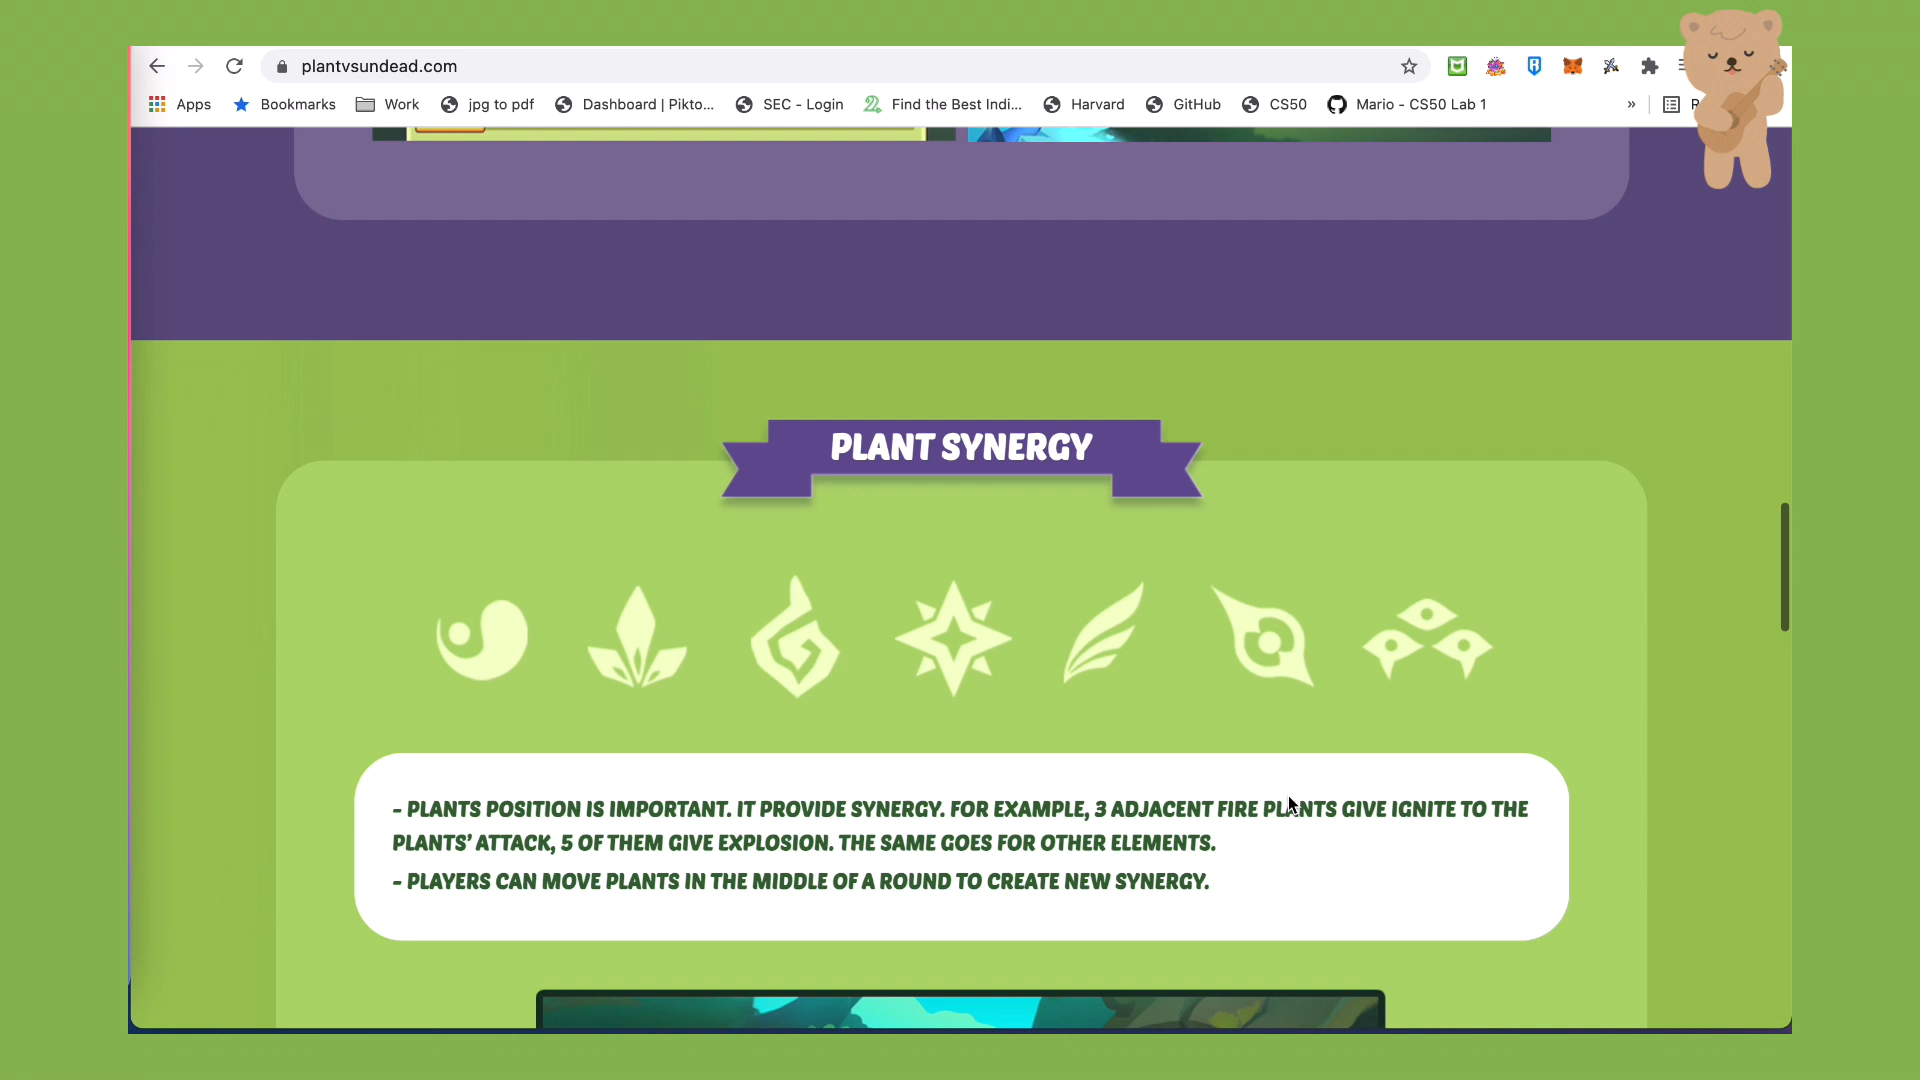 plantvsundead.com
Apps Bookmarks Work jpg to pdf Dashboard | Pikto... SEC - Login Find the Best Indi... Harvard GitHub CS50 Mario - CS50 Lab 1 »
PLANT SYNERGY
- PLANTS POSITION IS IMPORTANT. IT PROVIDE SYNERGY. FOR EXAMPLE, 3 ADJACENT FIRE PLANTS GIVE IGNITE TO THE
PLANTS' ATTACK, 5 OF THEM GIVE EXPLOSION. THE SAME GOES FOR OTHER ELEMENTS.
- PLAYERS CAN MOVE PLANTS IN THE MIDDLE OF A ROUND TO CREATE NEW SYNERGY.